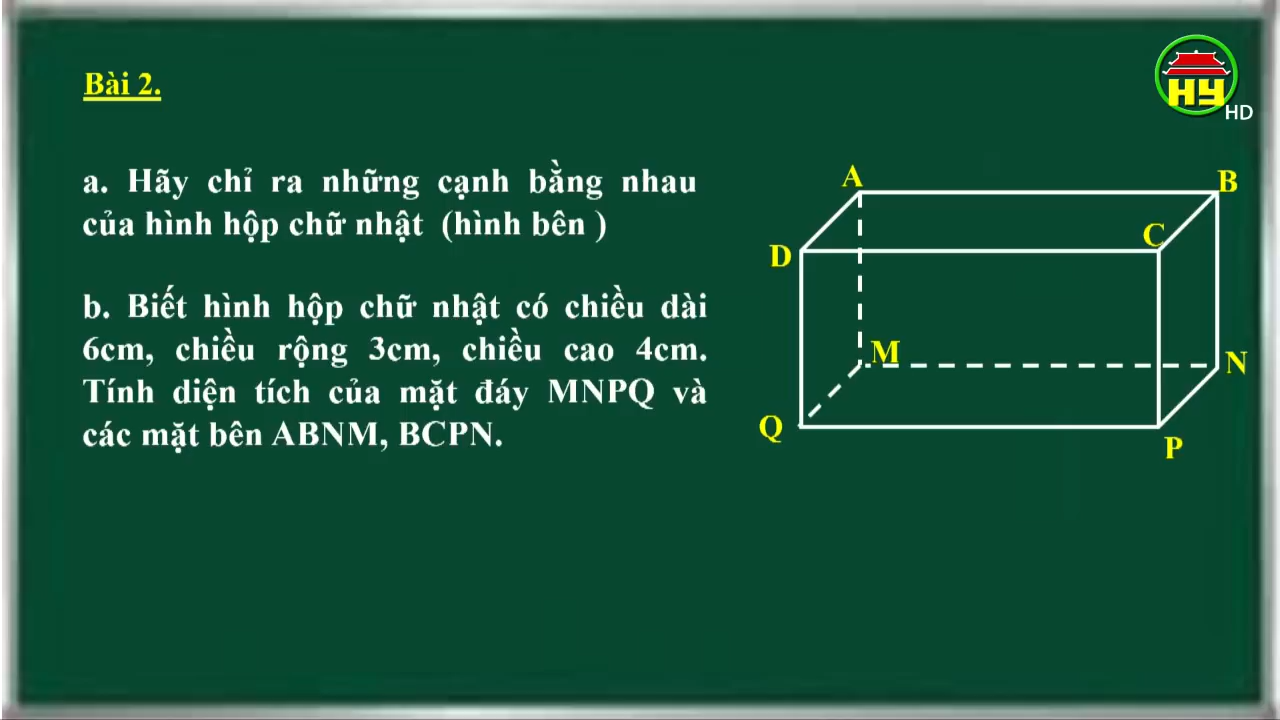 HY
HD
Bài 2.
a. Hãy chỉ ra những cạnh bằng nhau
của hình hộp chữ nhật (hình bên )
b. Biết hình hộp chữ nhật có chiều dài
6cm, chiều rộng 3cm, chiều cao 4cm.
Tính diện tích của mặt đáy MNPQ và
các mặt bên ABNM, BCPN.
A
B
C
D
M
N
Q
P